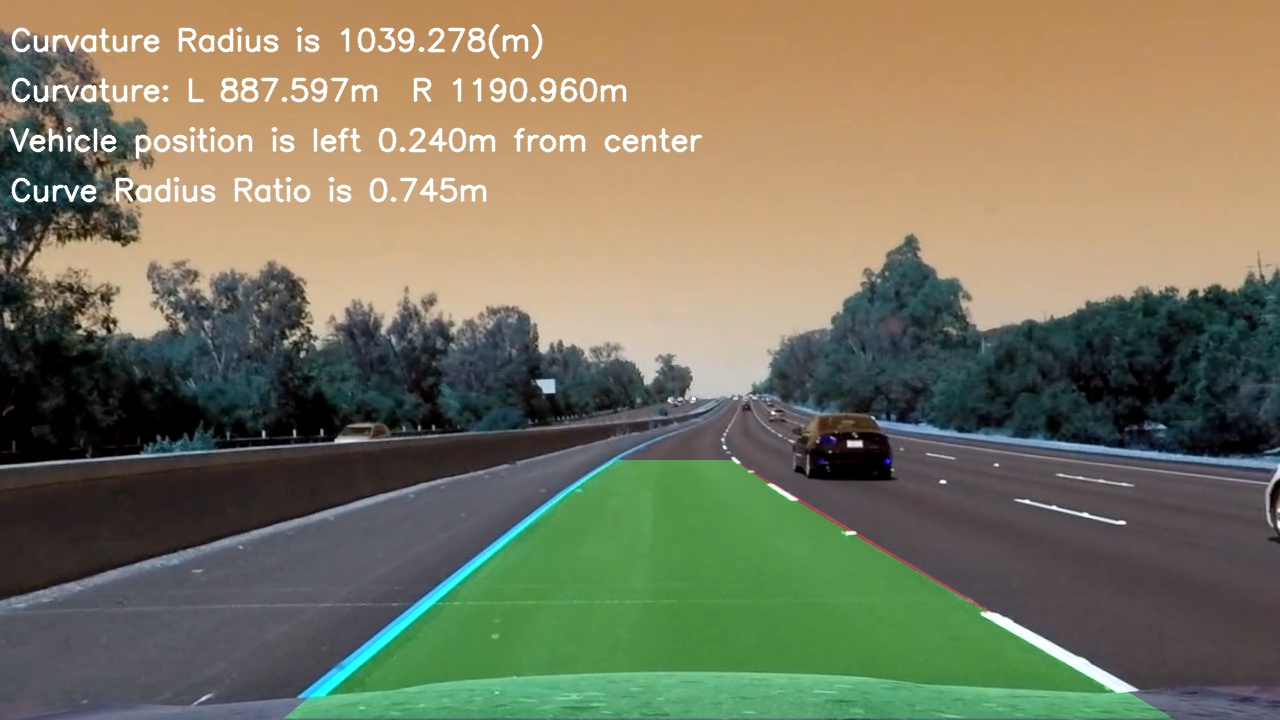 Curvature Radius is 1039.278(m)
Curvature: L 887.597m R 1190.960m
Vehicle position is left 0.240m from center
Curve Radius Ratio is 0.745m